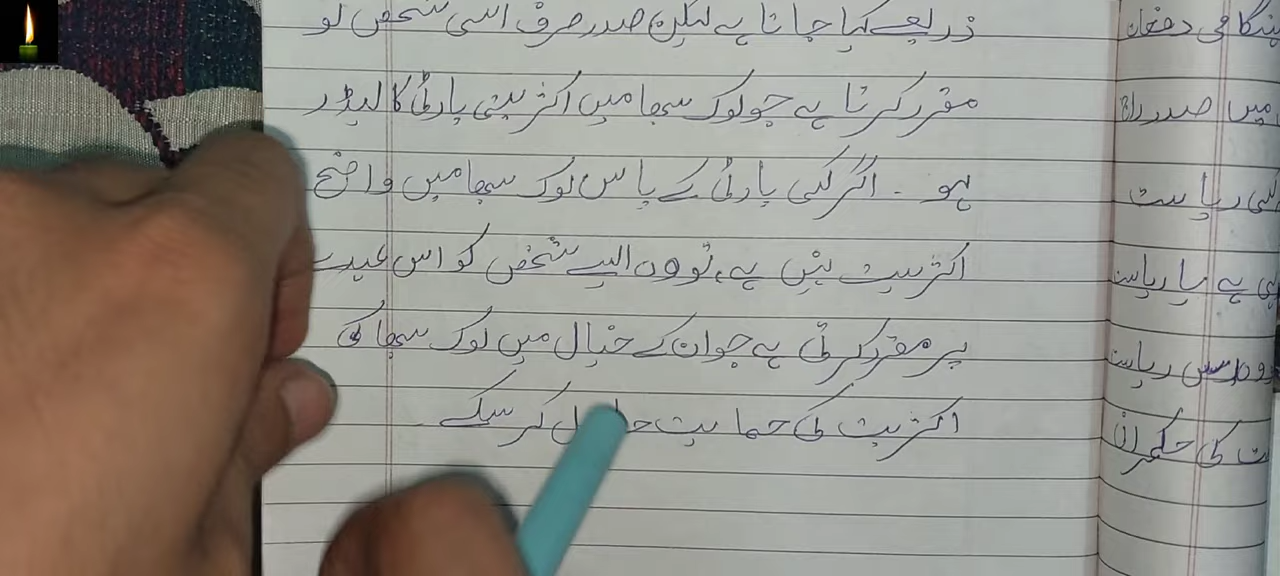 ذریعے کیا جاتا ہے لیکن صدر صرف اسی شخص کو
مقرر کرتا ہے جو لوک سبھا میں اکثریتی پارٹی کا لیڈر
ہو ۔ اگر کسی پارٹی کے پاس لوک سبھا میں واضح
اکثریت نہیں ہے، تو وہ ایسے شخص کو اس عہدے
پر مقرر کرتی ہے جو ان کے خیال میں لوک سبھا کی
اکثریت کی حمایت حاصل کر سکے ۔
ہنگامی دفعات
میں صدر راج
کسی ریاست
ہے یا ریاست
ریاست
کی حکمرانی